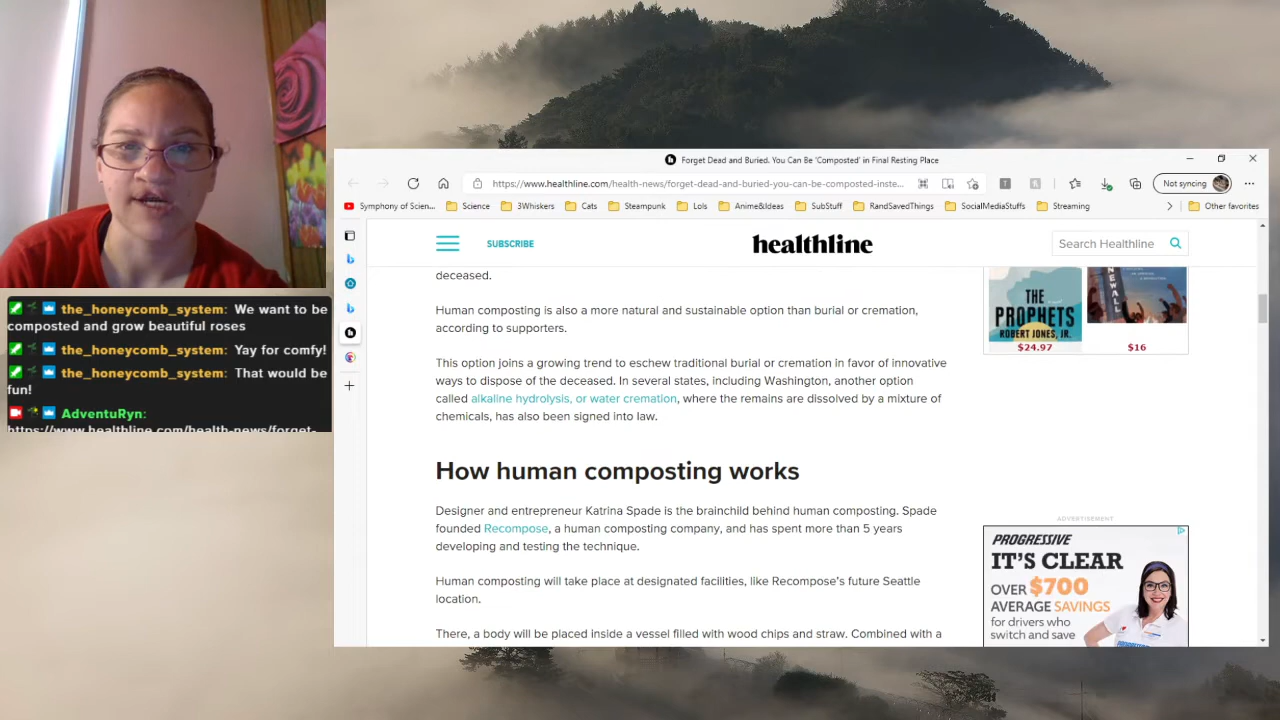 the_honeycomb_system: We want to be
composted and grow beautiful roses
the_honeycomb_system: Yay for comfy!
the_honeycomb_system: That would be
fun!
AdventuRyn:
https://www.healthline.com/health-news/forget-
Forget Dead and Buried. You Can Be 'Composted' in Final Resting Place
https://www.healthline.com/health-news/forget-dead-and-buried-you-can-be-composted-inste...
Not syncing
Symphony of Scien...
Science
3Whiskers
Cats
Steampunk
Lols
Anime&Ideas
SubStuff
RandSavedThings
SocialMediaStuffs
Streaming
Other favorites
SUBSCRIBE
healthline
Search Healthline
deceased.
Human composting is also a more natural and sustainable option than burial or cremation,
according to supporters.
This option joins a growing trend to eschew traditional burial or cremation in favor of innovative
ways to dispose of the deceased. In several states, including Washington, another option
called alkaline hydrolysis, or water cremation, where the remains are dissolved by a mixture of
chemicals, has also been signed into law.
How human composting works
Designer and entrepreneur Katrina Spade is the brainchild behind human composting. Spade
founded Recompose, a human composting company, and has spent more than 5 years
developing and testing the technique.
Human composting will take place at designated facilities, like Recompose's future Seattle
location.
There, a body will be placed inside a vessel filled with wood chips and straw. Combined with a
THE
PROPHETS
ROBERT JONES, JR.
$24.97
$16
ADVERTISEMENT
PROGRESSIVE
IT'S CLEAR
OVER $700
AVERAGE SAVINGS
for drivers who
switch and save